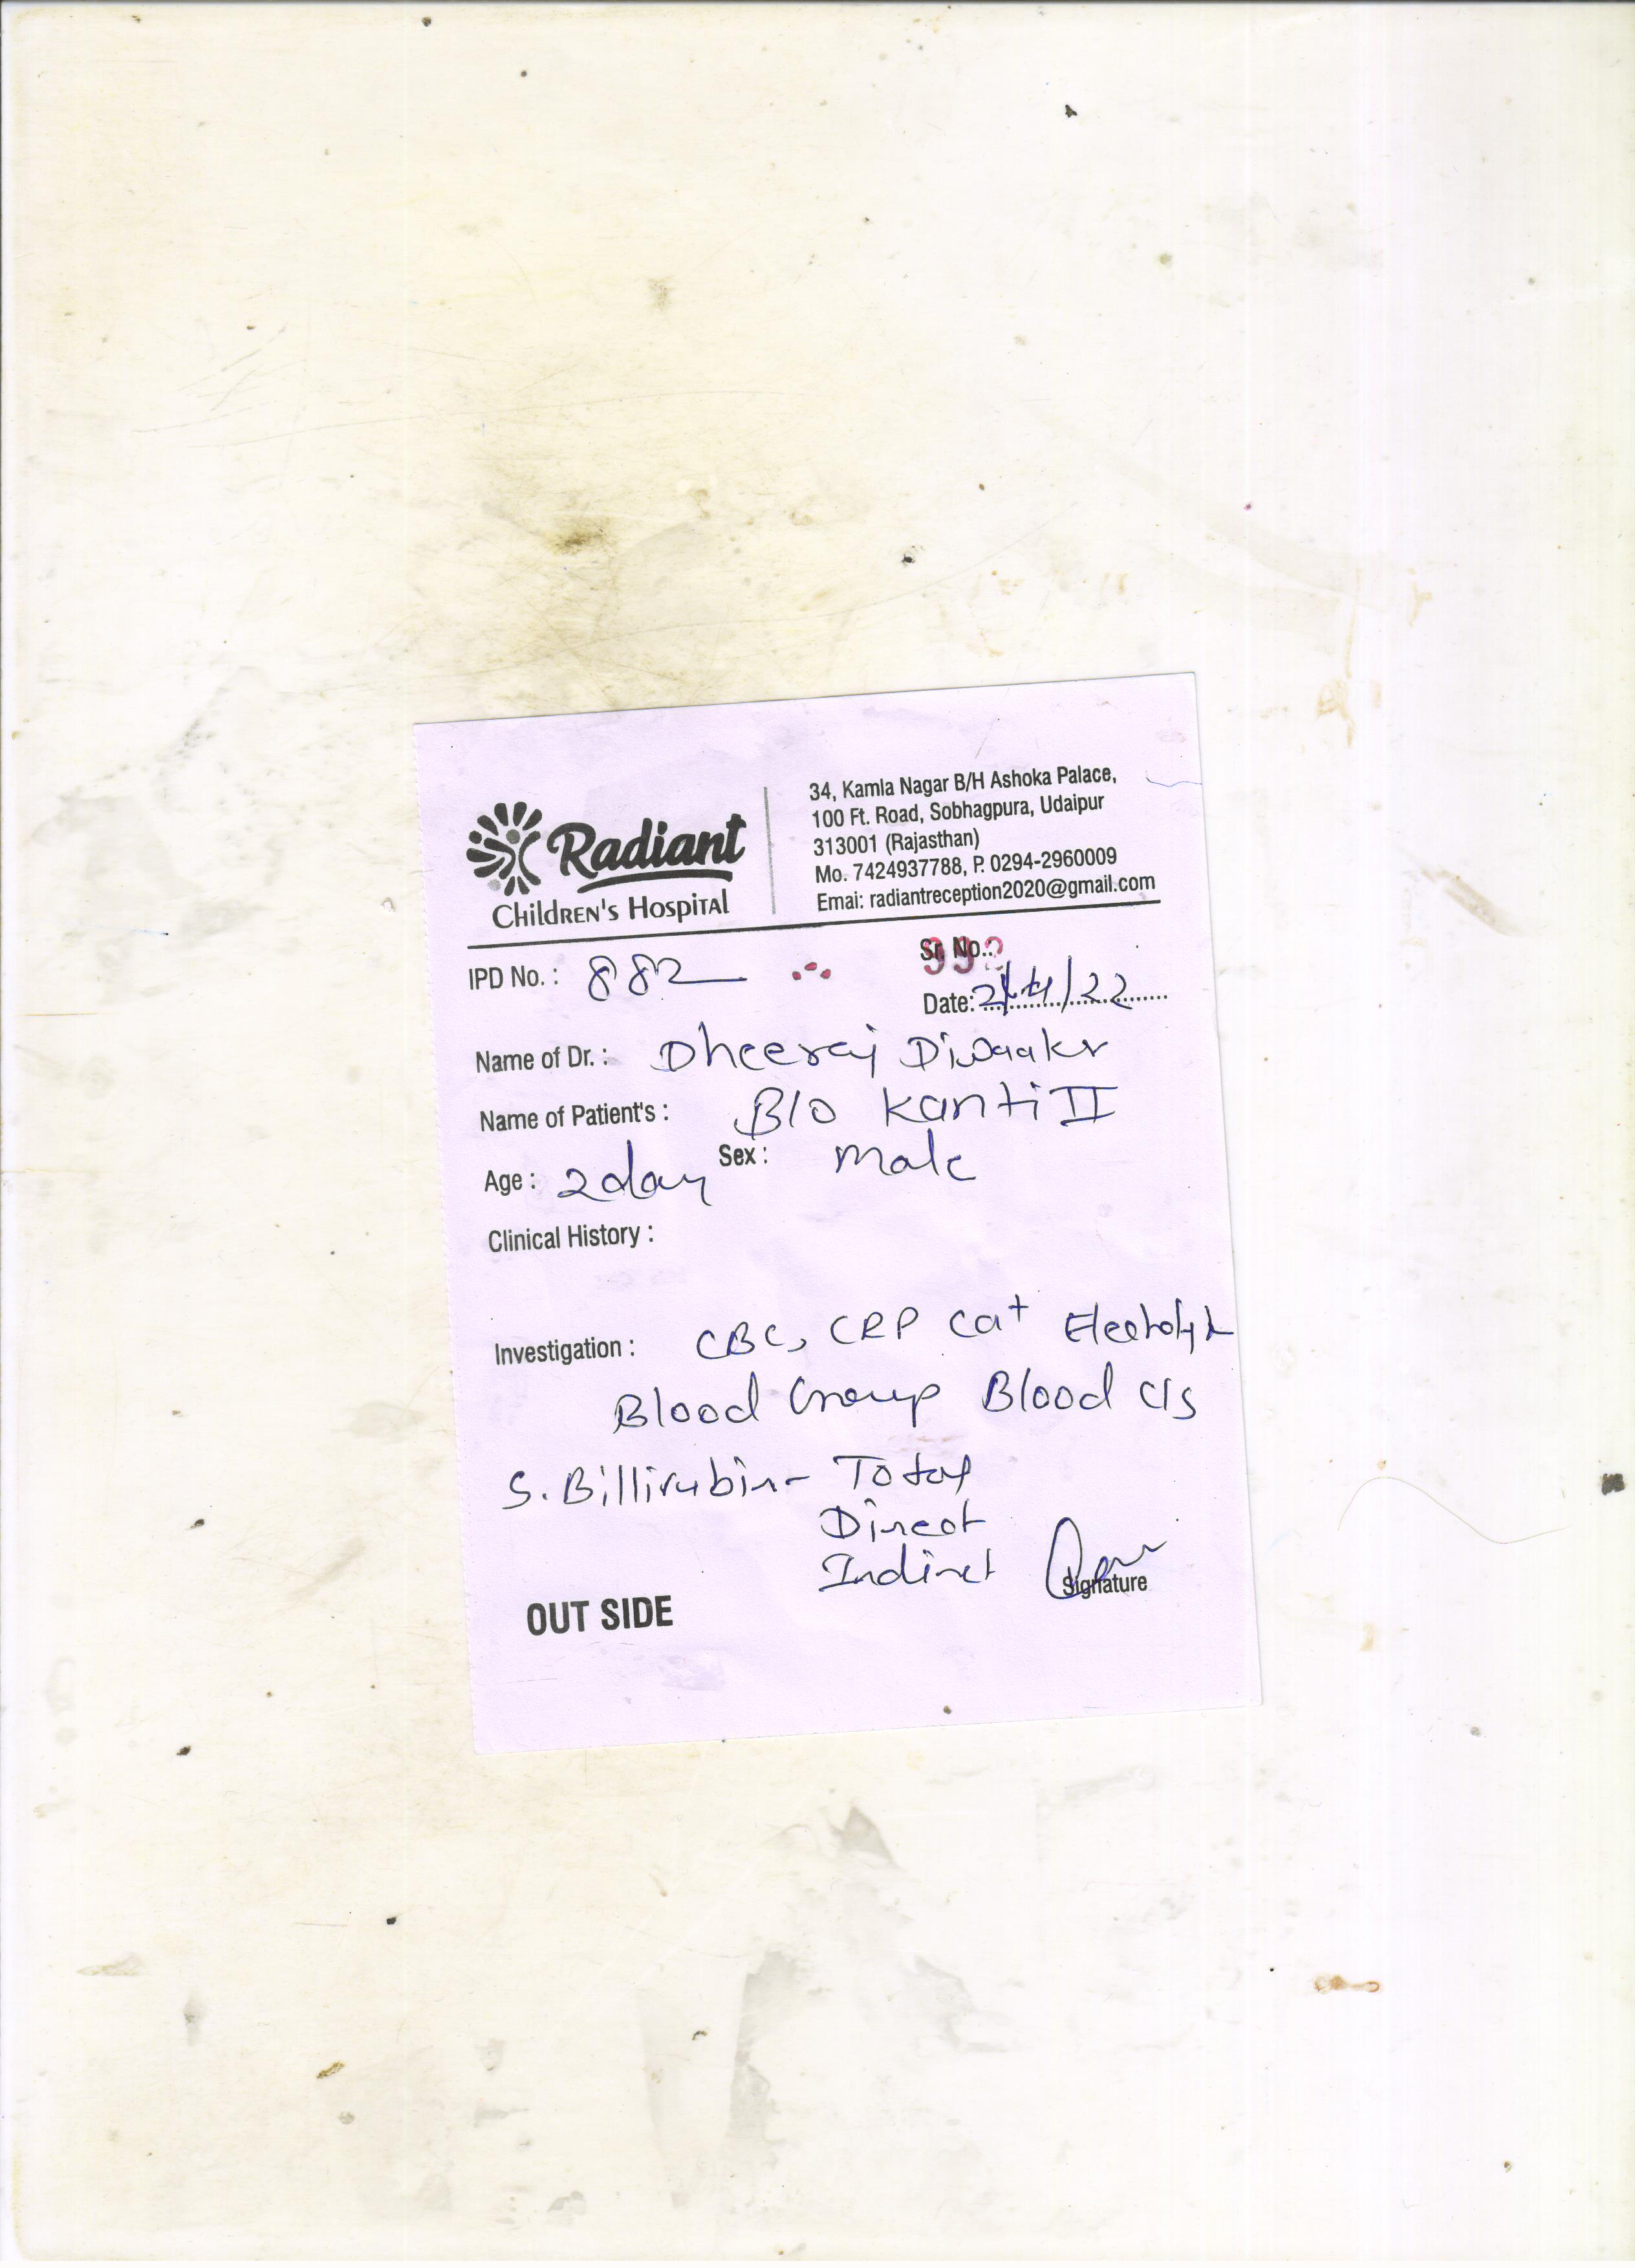 Radiant
Children's Hospital
34, Kamla Nagar B/H Ashoka Palace,
100 Ft. Road, Sobhagpura, Udaipur
313001 (Rajasthan)
Mo. 7424937788, P. 0294-2960009
Emai: radiantreception2020@gmail.com
IPD No. : 882
Sr. No.:
Date: /22
Name of Dr. : Dheeraj Diwaakr
Name of Patient's : B/o Kanti II
Age : 2 day Sex : Male
Clinical History :
Investigation : CBC, CRP Ca+
Blood Group Blood C/S
S. Billirubin - Total
Direct
Indirect
Signature
OUT SIDE